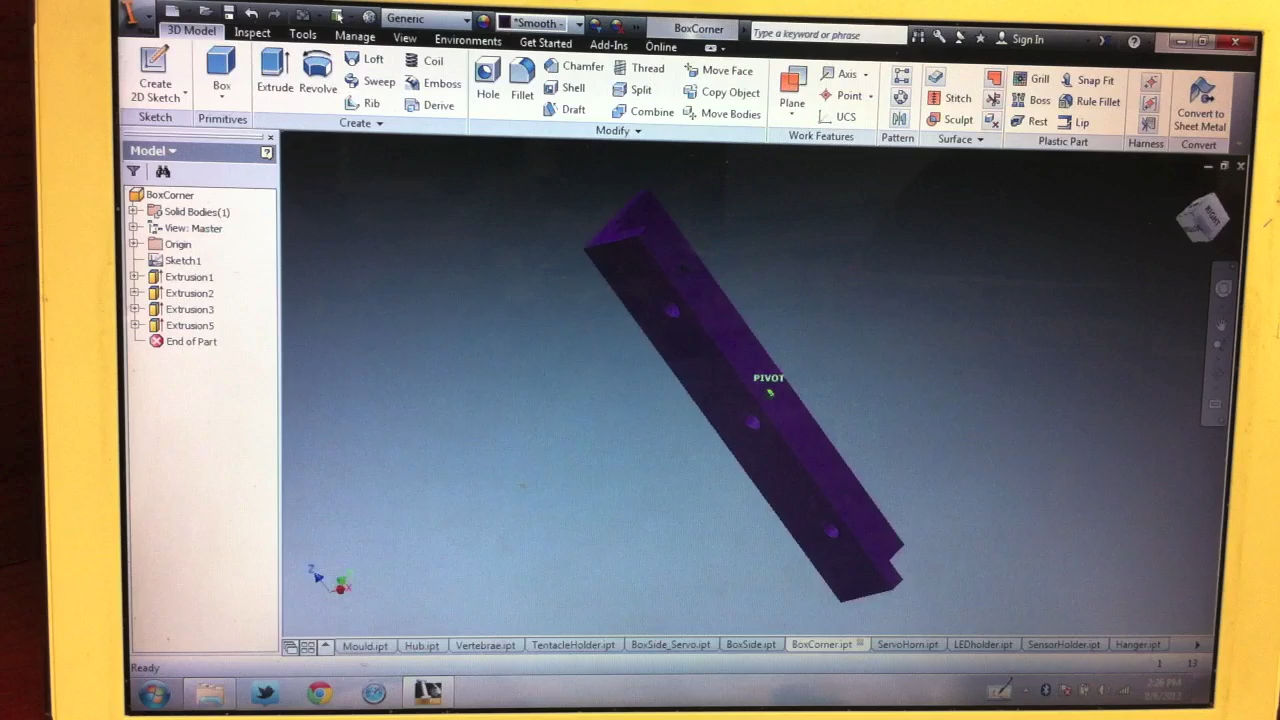 Generic
*Smooth
BoxCorner
Type a keyword or phrase
Sign In
3D Model Inspect Tools Manage View Environments Get Started Add-Ins Online
Create 2D Sketch
Box
Extrude
Revolve
Loft
Sweep
Rib
Coil
Emboss
Derive
Hole
Fillet
Chamfer
Shell
Draft
Thread
Split
Combine
Move Face
Copy Object
Move Bodies
Plane
Axis
Point
UCS
Stitch
Sculpt
Grill
Boss
Rest
Snap Fit
Rule Fillet
Lip
Convert to Sheet Metal
Sketch Primitives Create Modify Work Features Pattern Surface Plastic Part Harness Convert
Model
BoxCorner
Solid Bodies(1)
View: Master
Origin
Sketch1
Extrusion1
Extrusion2
Extrusion3
Extrusion5
End of Part
RIGHT
PIVOT
Z
X
Mould.ipt Hub.ipt Vertebrae.ipt TentacleHolder.ipt BoxSide_Servo.ipt BoxSide.ipt BoxCorner.ipt ServoHorn.ipt LEDholder.ipt SensorHolder.ipt Hanger.ipt
Ready
1 13
2:26 PM